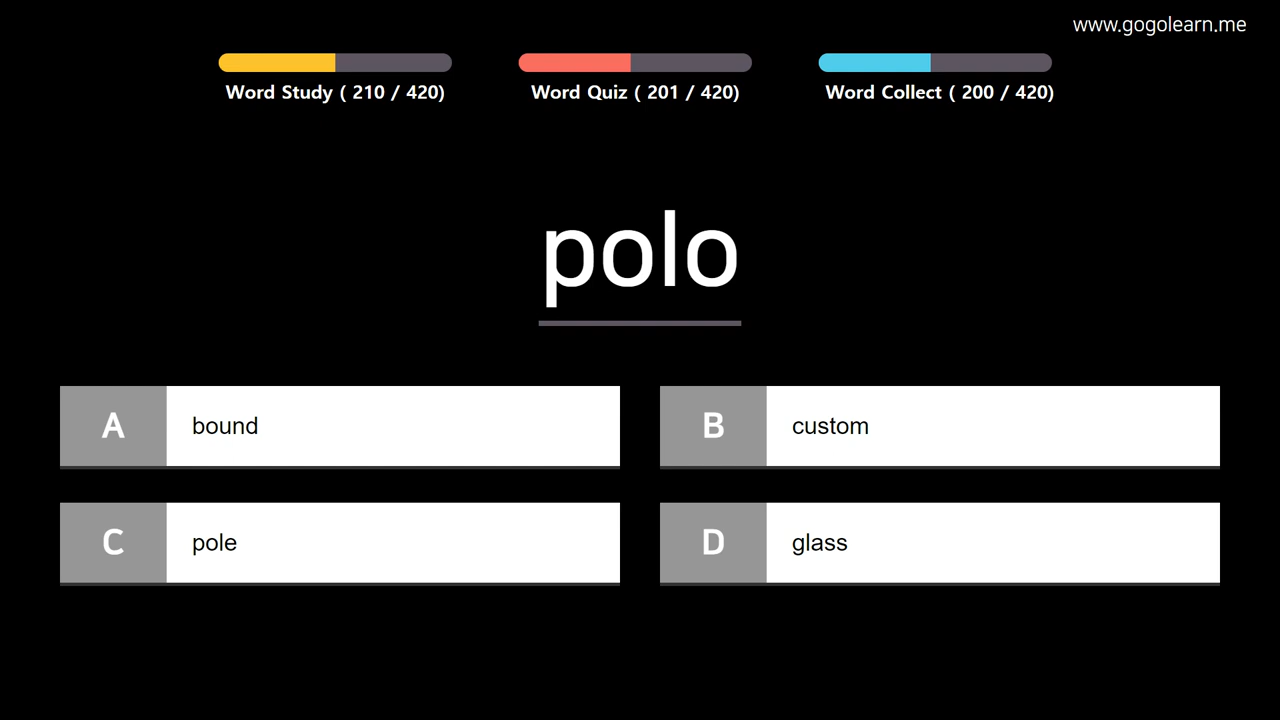 www.gogolearn.me
Word Study ( 210 / 420)
Word Quiz ( 201 / 420)
Word Collect ( 200 / 420)
polo
A bound
B custom
C pole
D glass